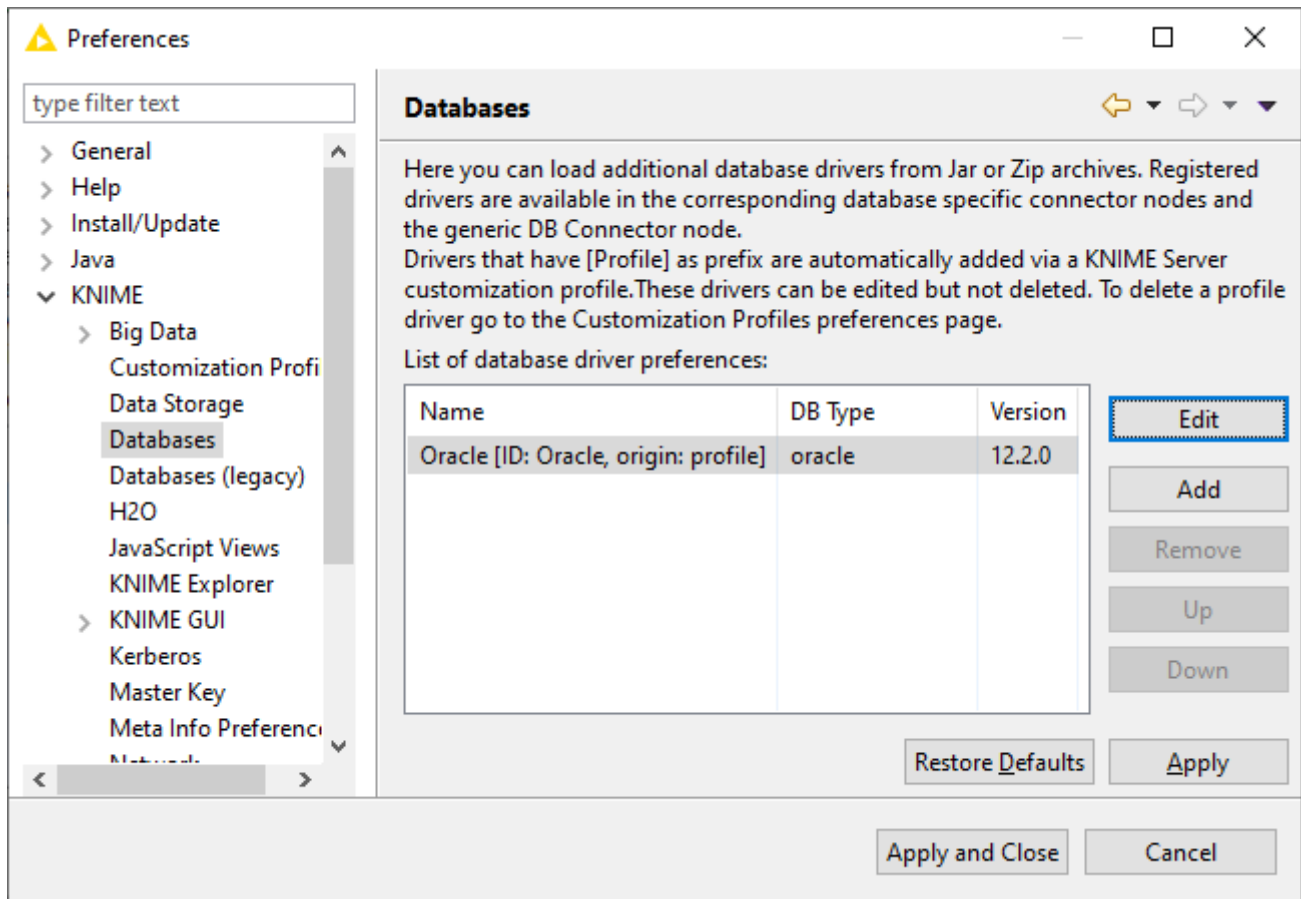 Preferences
type filter text
General
Help
Install/Update
Java
KNIME
Big Data
Customization Profi
Data Storage
Databases
Databases (legacy)
H2O
JavaScript Views
KNIME Explorer
KNIME GUI
Kerberos
Master Key
Meta Info Preference
Databases
Here you can load additional database drivers from Jar or Zip archives. Registered
drivers are available in the corresponding database specific connector nodes and
the generic DB Connector node.
Drivers that have [Profile] as prefix are automatically added via a KNIME Server
customization profile.These drivers can be edited but not deleted. To delete a profile
driver go to the Customization Profiles preferences page.
List of database driver preferences:
Name DB Type Version
Oracle [ID: Oracle, origin: profile] oracle 12.2.0
Edit
Add
Remove
Up
Down
Restore Defaults
Apply
Apply and Close
Cancel